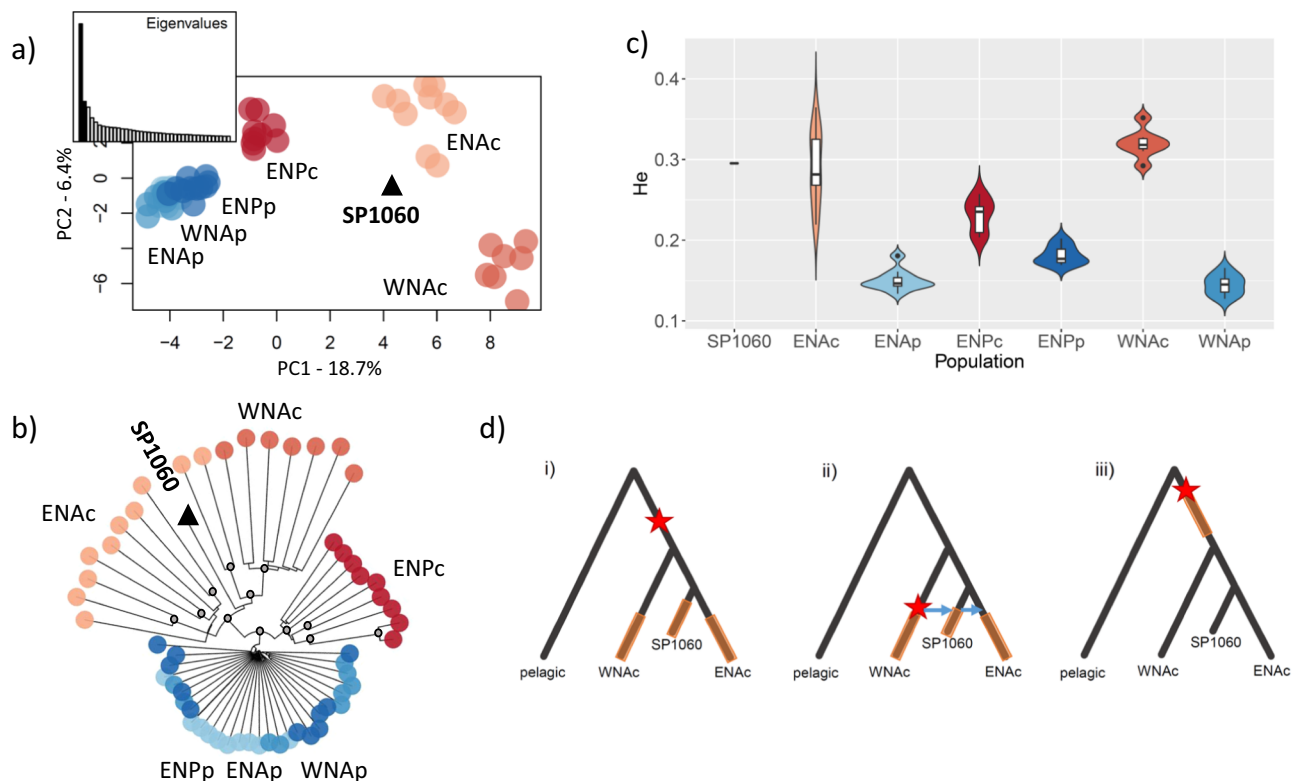 a)
Eigenvalues
2
0
−2
−6
PC2 - 6.4%
ENAc
ENPc
SP1060
ENPp
WNAp
ENAp
WNAc
−4 −2 0 2 4 6 8
PC1 - 18.7%
b)
WNAc
SP1060
ENAc
ENPc
ENPp ENAp WNAp
c)
He
0.4
0.3
0.2
0.1
SP1060 ENAc ENAp ENPc ENPp WNAc WNAp
Population
d)
i)
pelagic WNAc SP1060 ENAc
ii)
pelagic WNAc SP1060 ENAc
iii)
pelagic WNAc SP1060 ENAc